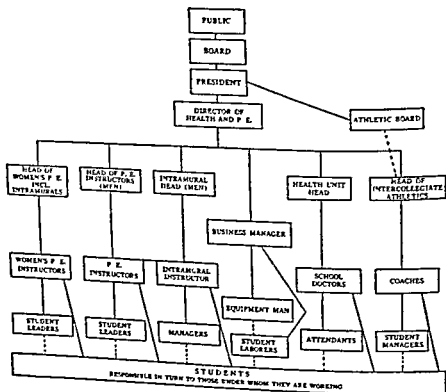 PUBLIC
BOARD
PRESIDENT
DIRECTOR OF
HEALTH AND P. E.
ATHLETIC BOARD
HEAD OF
WOMEN'S P. E.
INCL.
INTRAMURALS
HEAD OF P. E.
INSTRUCTORS
(MEN)
INTRAMURAL
HEAD (MEN)
HEALTH UNIT
HEAD
HEAD OF
INTERCOLLEGIATE
ATHLETICS
BUSINESS MANAGER
WOMEN'S P. E.
INSTRUCTORS
P. E.
INSTRUCTORS
INTRAMURAL
INSTRUCTOR
SCHOOL
DOCTORS
COACHES
EQUIPMENT MAN
STUDENT
LEADERS
STUDENT
LEADERS
MANAGERS
STUDENT
LABORERS
ATTENDANTS
STUDENT
MANAGERS
STUDENTS
RESPONSIBLE IN TURN TO THOSE UNDER WHOM THEY ARE WORKING